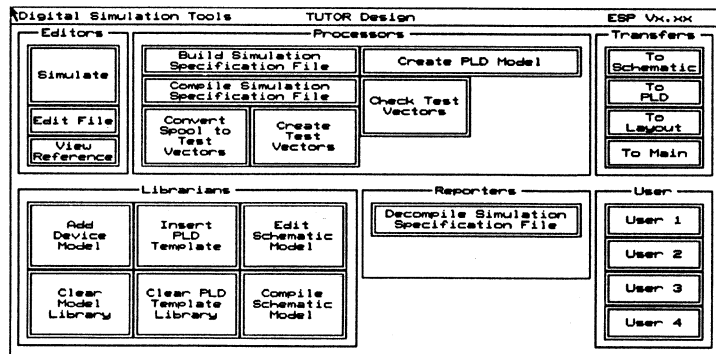 Digital Simulation Tools TUTOR Design ESP Vx.xx
Editors
Simulate
Edit File
View
Reference
Processors
Build Simulation
Specification File
Create PLD Model
Compile Simulation
Specification File
Check Test
Vectors
Convert
Spool to
Test
Vectors
Create
Test
Vectors
Transfers
To
Schematic
To
PLD
To
Layout
To Main
Librarians
Add
Device
Model
Insert
PLD
Template
Edit
Schematic
Model
Clear
Model
Library
Clear PLD
Template
Library
Compile
Schematic
Model
Reporters
Decompile Simulation
Specification File
User
User 1
User 2
User 3
User 4